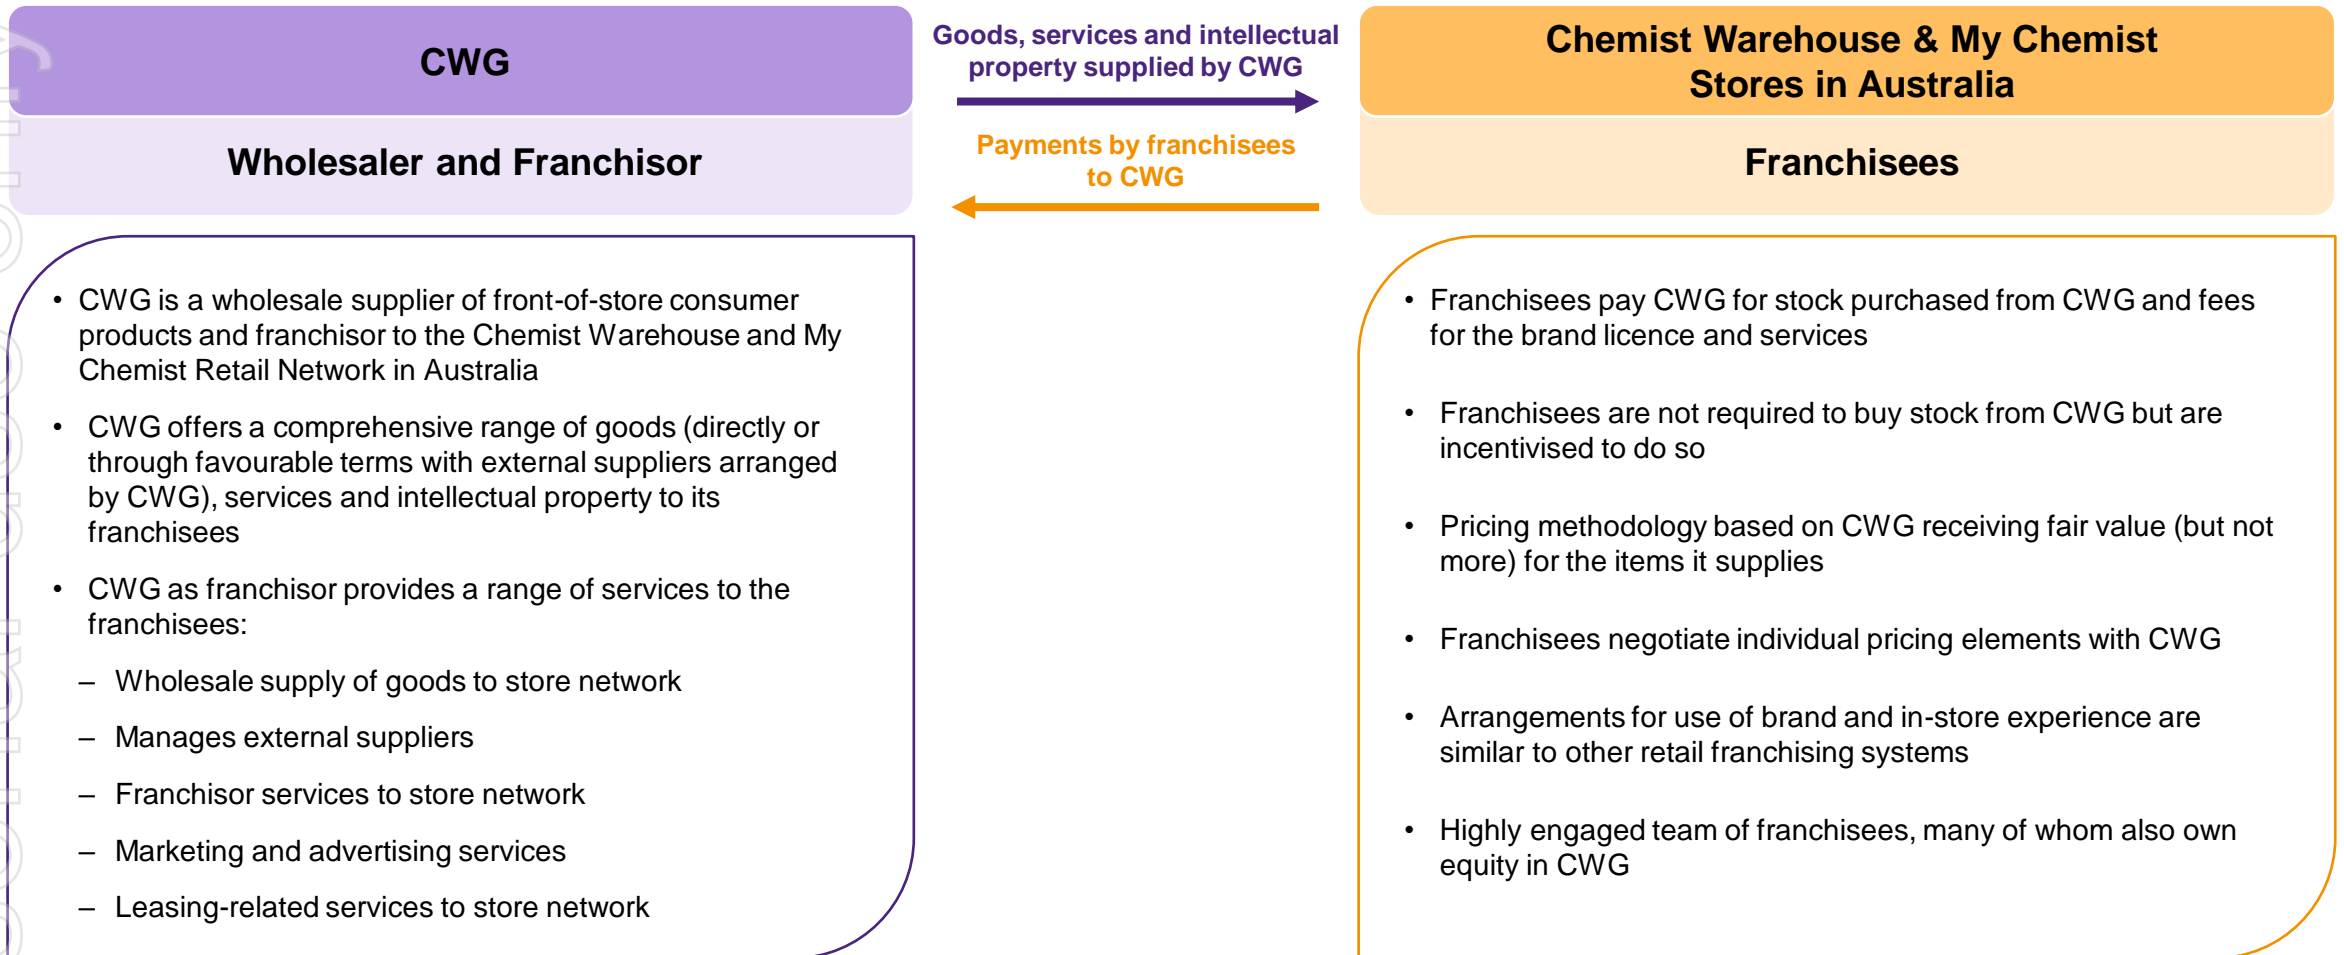 CWG
Wholesaler and Franchisor
Goods, services and intellectual
property supplied by CWG
Payments by franchisees
to CWG
Chemist Warehouse & My Chemist
Stores in Australia
Franchisees
• CWG is a wholesale supplier of front-of-store consumer
products and franchisor to the Chemist Warehouse and My
Chemist Retail Network in Australia
• CWG offers a comprehensive range of goods (directly or
through favourable terms with external suppliers arranged
by CWG), services and intellectual property to its
franchisees
• CWG as franchisor provides a range of services to the
franchisees:
– Wholesale supply of goods to store network
– Manages external suppliers
– Franchisor services to store network
– Marketing and advertising services
– Leasing-related services to store network
• Franchisees pay CWG for stock purchased from CWG and fees
for the brand licence and services
• Franchisees are not required to buy stock from CWG but are
incentivised to do so
• Pricing methodology based on CWG receiving fair value (but not
more) for the items it supplies
• Franchisees negotiate individual pricing elements with CWG
• Arrangements for use of brand and in-store experience are
similar to other retail franchising systems
• Highly engaged team of franchisees, many of whom also own
equity in CWG